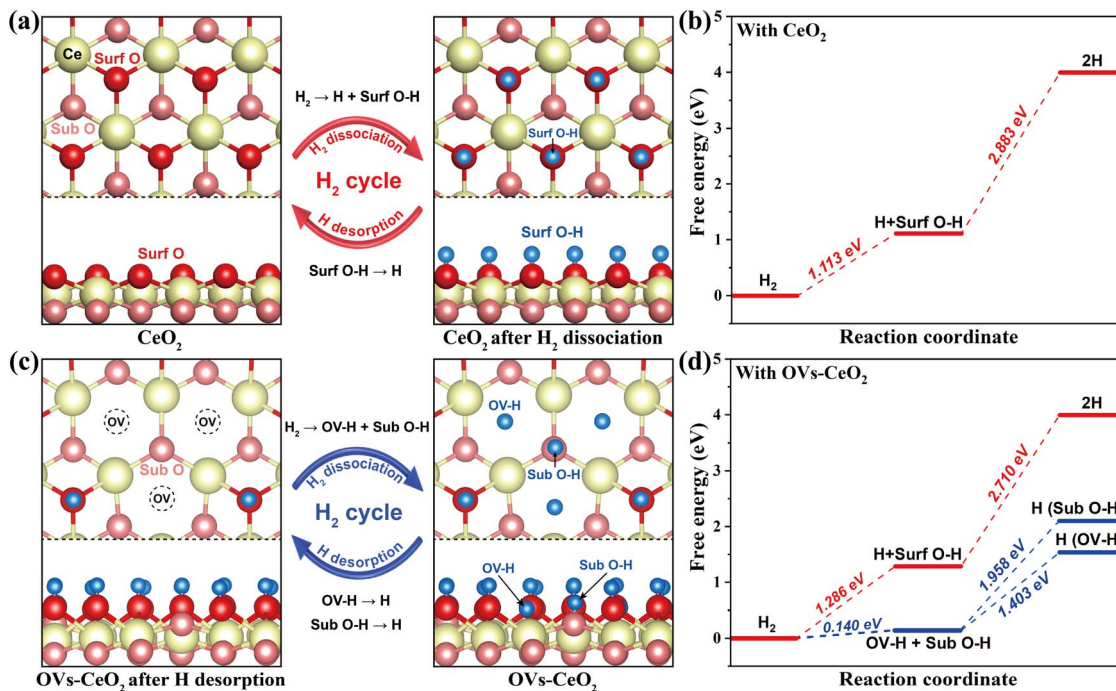 (a)
Ce
Surf O
Sub O
Surf O
CeO₂
H₂ → H + Surf O-H
H₂ dissociation
H₂ cycle
H desorption
Surf O-H → H
Surf O-H
Surf O-H
CeO₂ after H₂ dissociation
(b)
With CeO₂
Free energy (eV)
5
4
3
2
1
0
H₂
1.113 eV
H+Surf O-H
2.883 eV
2H
Reaction coordinate
(c)
OV
OV
Sub O
OV
OVs-CeO₂ after H desorption
H₂ → OV-H + Sub O-H
H₂ dissociation
H₂ cycle
H desorption
OV-H → H
Sub O-H → H
OV-H
Sub O-H
OV-H
Sub O-H
OVs-CeO₂
(d)
With OVs-CeO₂
Free energy (eV)
5
4
3
2
1
0
H₂
1.286 eV
H+Surf O-H
2.710 eV
2H
0.140 eV
OV-H + Sub O-H
1.958 eV
H (Sub O-H
1.403 eV
H (OV-H
Reaction coordinate